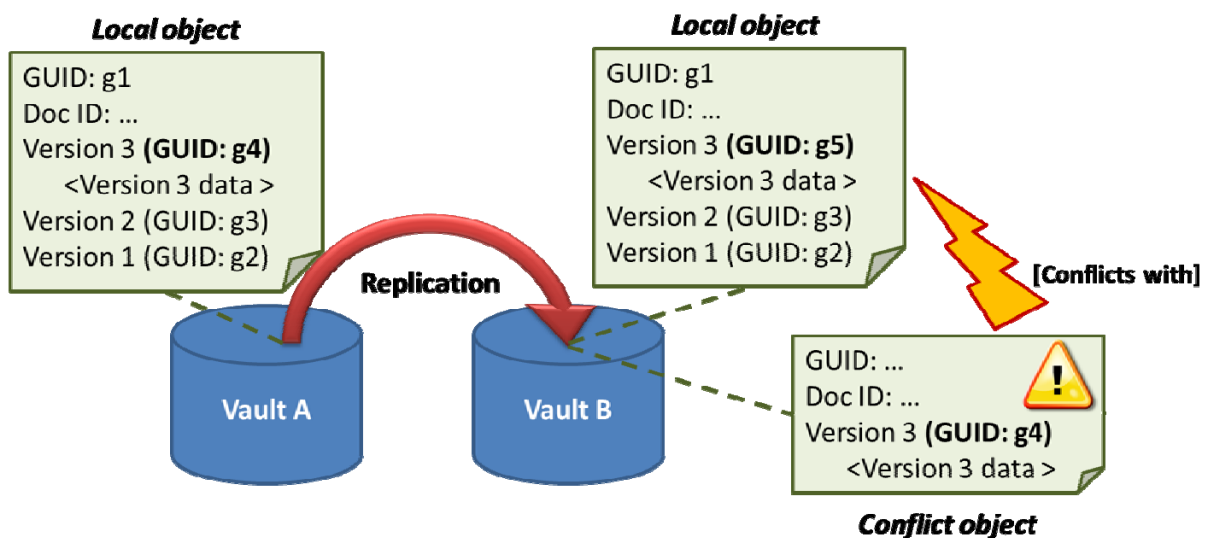 Local object
GUID: g1
Doc ID: ...
Version 3 (GUID: g4)
<Version 3 data >
Version 2 (GUID: g3)
Version 1 (GUID: g2)
Local object
GUID: g1
Doc ID: ...
Version 3 (GUID: g5)
<Version 3 data >
Version 2 (GUID: g3)
Version 1 (GUID: g2)
Replication
[Conflicts with]
Vault A
Vault B
GUID: ...
Doc ID: ...
Version 3 (GUID: g4)
<Version 3 data >
!
Conflict object